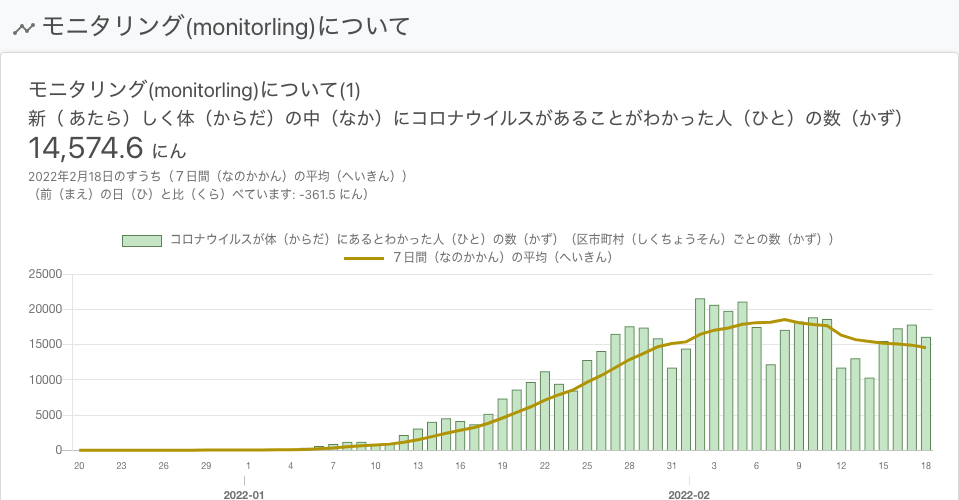 モニタリング(monitorling)について
モニタリング(monitorling)について(1)
新（ あたら）しく体（からだ）の中（なか）にコロナウイルスがあることがわかった人（ひと）の数（かず）
14,574.6 にん
2022年2月18日のすうち（７日間（なのかかん）の平均（へいきん））
（前（まえ）の日（ひ）と比（くら）べています: -361.5 にん）
コロナウイルスが体（からだ）にあるとわかった人（ひと）の数（かず）（区市町村（しくちょうそん）ごとの数（かず））
７日間（なのかかん）の平均（へいきん）
25000
20000
15000
10000
5000
0
20 23 26 29 1 4 7 10 13 16 19 22 25 28 31 3 6 9 12 15 18
2022-01 2022-02